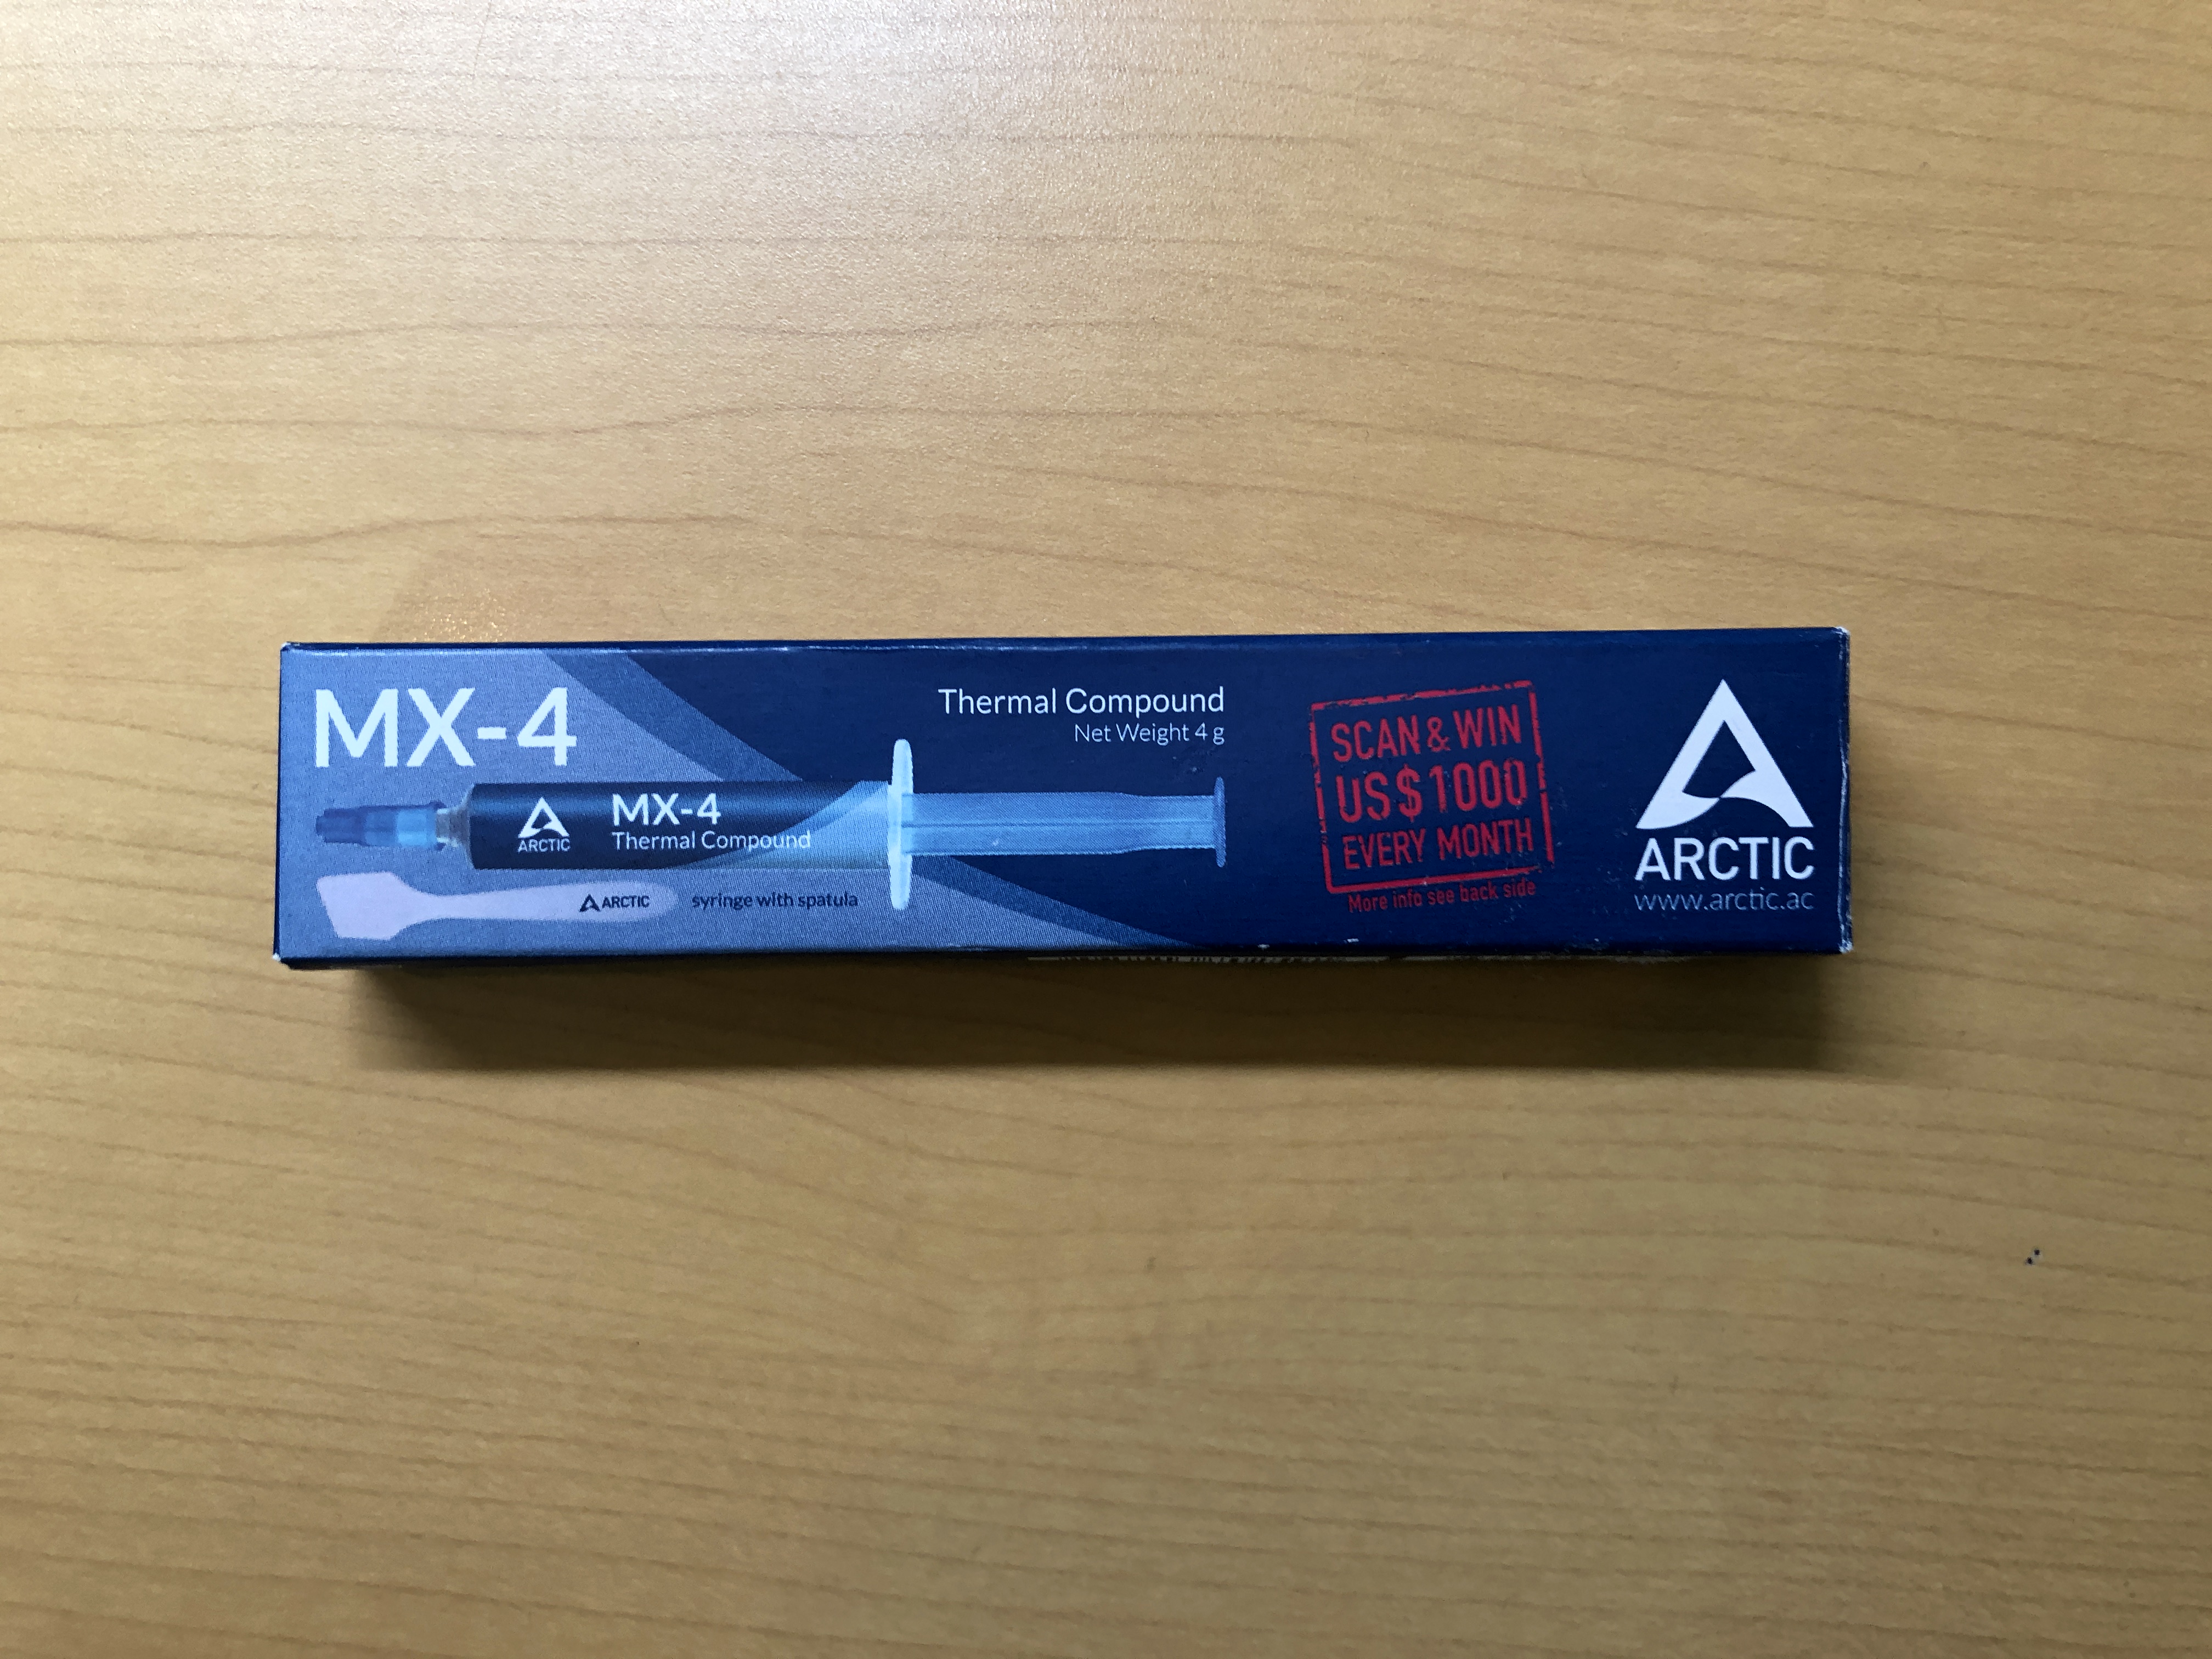 MX-4
Thermal Compound
Net Weight 4 g
ARCTIC
MX-4
Thermal Compound
ARCTIC
syringe with spatula
SCAN & WIN
US$ 1000
EVERY MONTH
More info see back side
ARCTIC
www.arctic.ac